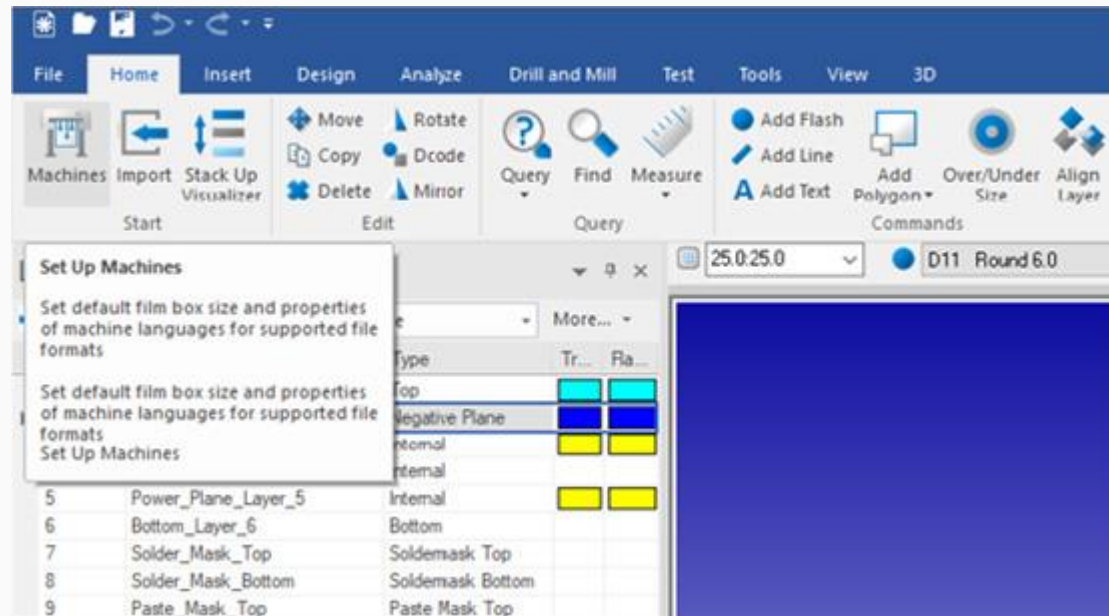 File Home Insert Design Analyze Drill and Mill Test Tools View 3D
Machines Import Stack Up Visualizer
Move Rotate
Copy Dcode
Delete Mirror
Query Find Measure
Add Flash
Add Line
Add Text
Add Polygon
Over/Under Size
Align Layer
Start Edit Query Commands
Set Up Machines
Set default film box size and properties
of machine languages for supported file
formats
Set default film box size and properties
of machine languages for supported file
formats
Set Up Machines
More...
25.0:25.0 D11 Round 6.0
Type Tr... Fla...
Top
Negative Plane
Internal
Internal
5 Power_Plane_Layer_5 Internal
6 Bottom_Layer_6 Bottom
7 Solder_Mask_Top Soldermask Top
8 Solder_Mask_Bottom Soldermask Bottom
9 Paste_Mask_Top Paste Mask Top